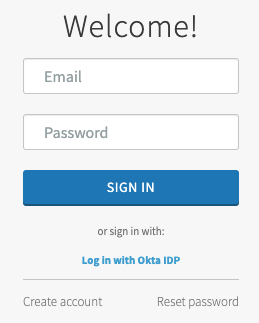 Welcome!
Email
Password
SIGN IN
or sign in with:
Log in with Okta IDP
Create account Reset password